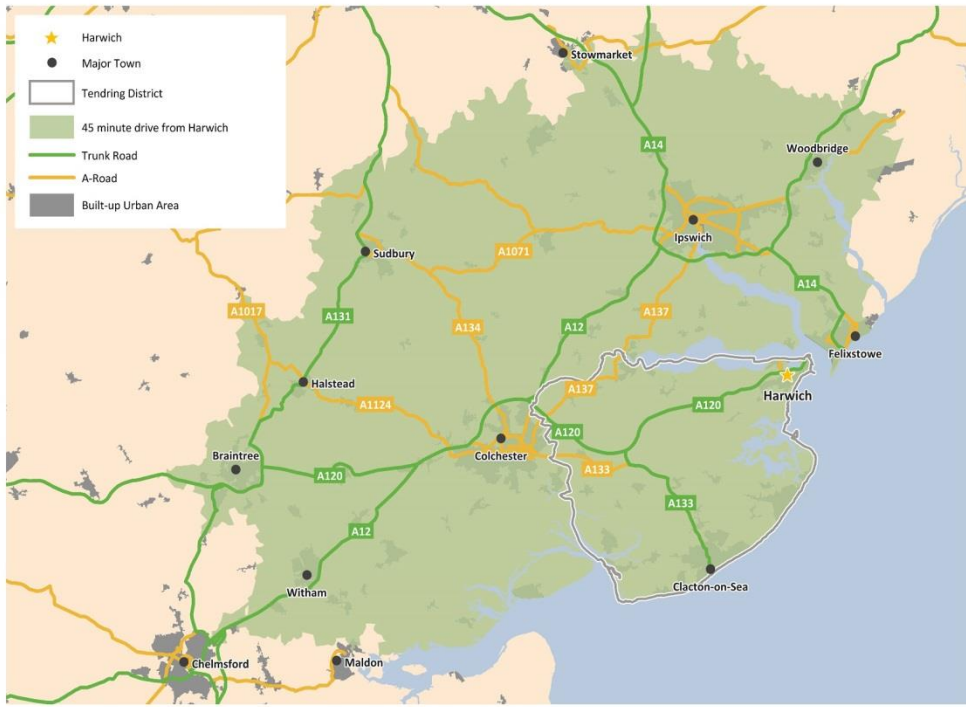 Harwich
Major Town
Tendring District
45 minute drive from Harwich
Trunk Road
A-Road
Built-up Urban Area
Stowmarket
A14
Woodbridge
Ipswich
Sudbury
A1071
A14
A1017
A131
A134
A12
A137
Felixstowe
Halstead
A137
Harwich
A1124
A120
A120
Colchester
Braintree
A120
A133
A133
A12
Witham
Clacton-on-Sea
Chelmsford
Maldon